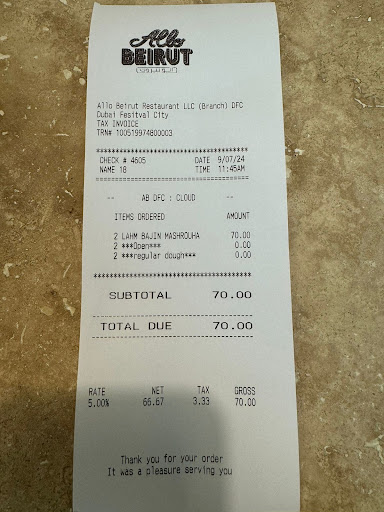 Allo
BEIRUT
Allo Beirut Restaurant LLC (Branch) DFC
Dubai Fesitval City
TAX INVOICE
TRN# 100519974800003
****************************************
CHECK # 4605 DATE 9/07/24
NAME 18 TIME 11:45AM
========================================
-- AB DFC : CLOUD --
ITEMS ORDERED AMOUNT
2 LAHM BAJIN MASHROUHA 70.00
2 ***Open*** 0.00
2 ***regular dough*** 0.00
****************************************
SUBTOTAL 70.00
----------------------------------------
TOTAL DUE 70.00
----------------------------------------
RATE NET TAX GROSS
5.00% 66.67 3.33 70.00
Thank you for your order
It was a pleasure serving you